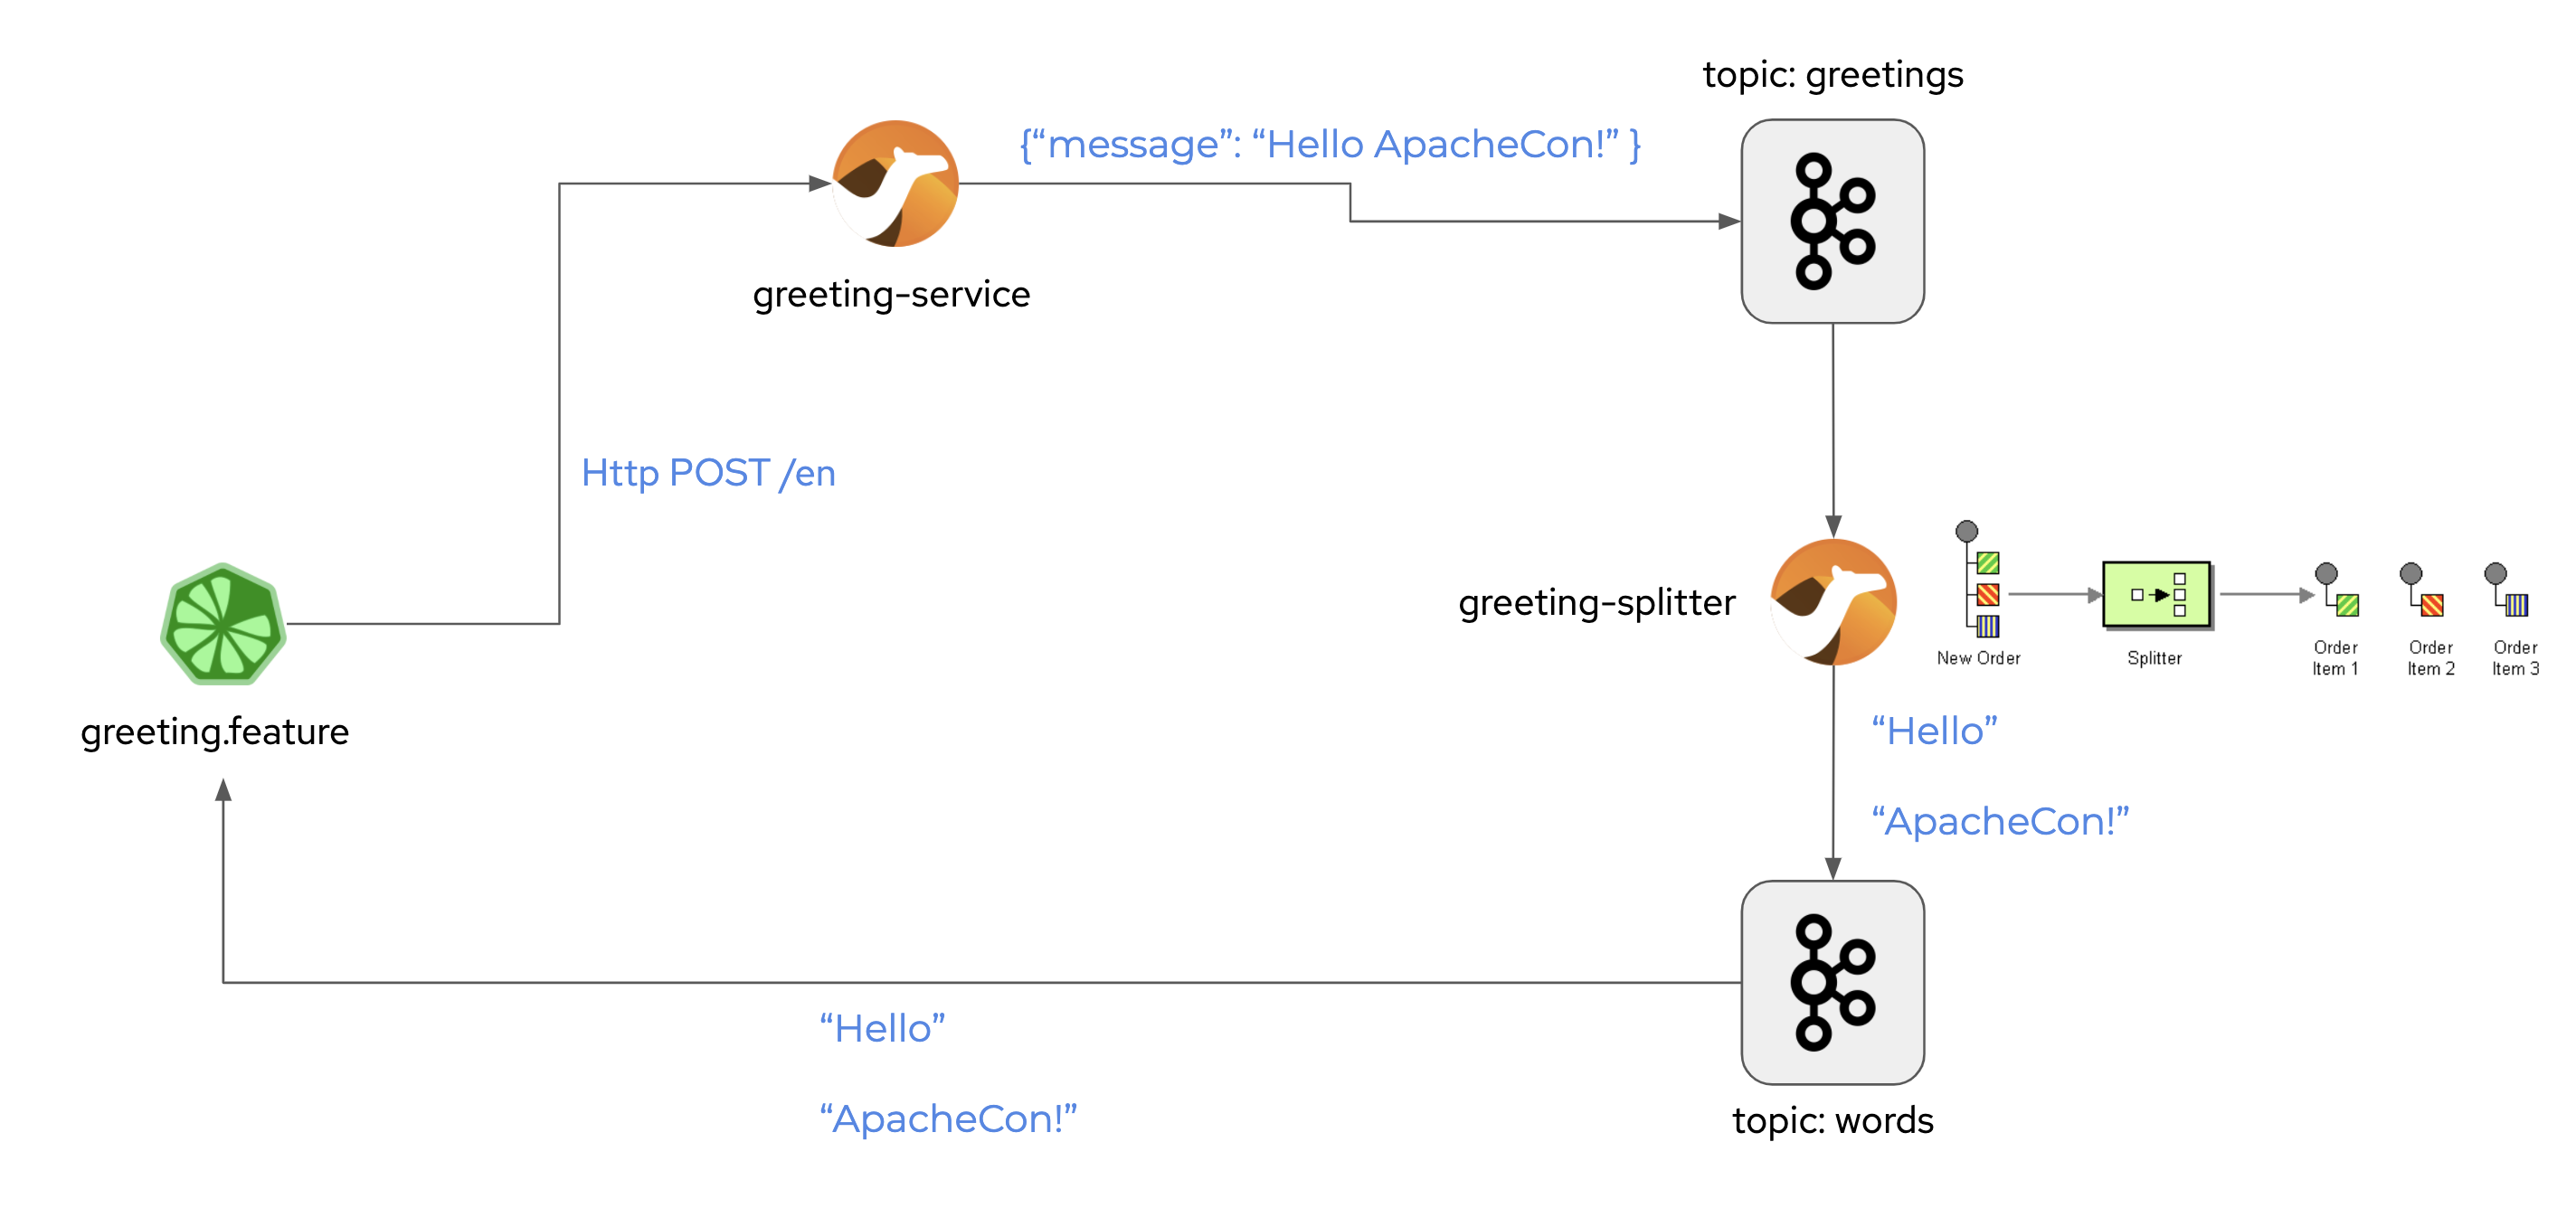 topic: greetings
{“message”: “Hello ApacheCon!” }
greeting-service
Http POST /en
greeting-splitter
New Order
Splitter
Order
Item 1
Order
Item 2
Order
Item 3
greeting.feature
“Hello”
“ApacheCon!”
“Hello”
“ApacheCon!”
topic: words